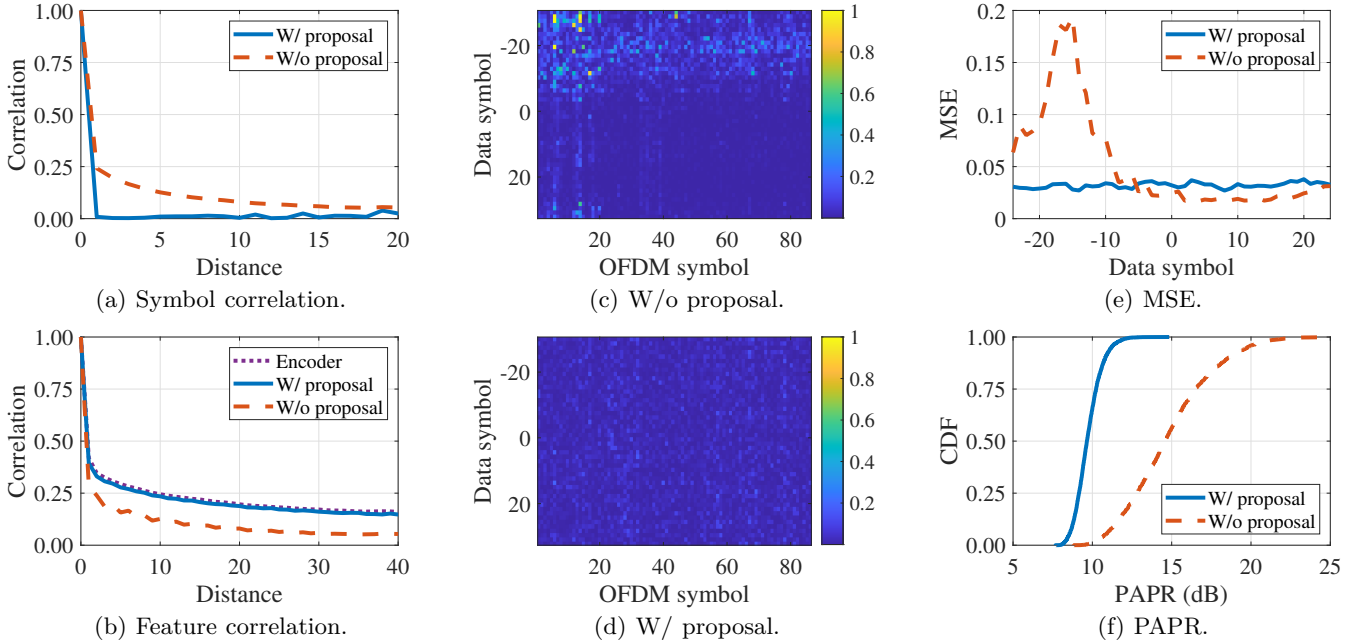 1.00
0.75
0.50
0.25
0.00
Correlation
W/ proposal
W/o proposal
0 5 10 15 20
Distance
(a) Symbol correlation.
-20
0
20
Data symbol
20 40 60 80
OFDM symbol
1
0.8
0.6
0.4
0.2
(c) W/o proposal.
0.2
0.15
0.1
0.05
0
MSE
W/ proposal
W/o proposal
-20 -10 0 10 20
Data symbol
(e) MSE.
1.00
0.75
0.50
0.25
0.00
Correlation
Encoder
W/ proposal
W/o proposal
0 10 20 30 40
Distance
(b) Feature correlation.
-20
0
20
Data symbol
20 40 60 80
OFDM symbol
1
0.8
0.6
0.4
0.2
(d) W/ proposal.
1.00
0.75
0.50
0.25
0.00
CDF
W/ proposal
W/o proposal
5 10 15 20 25
PAPR (dB)
(f) PAPR.